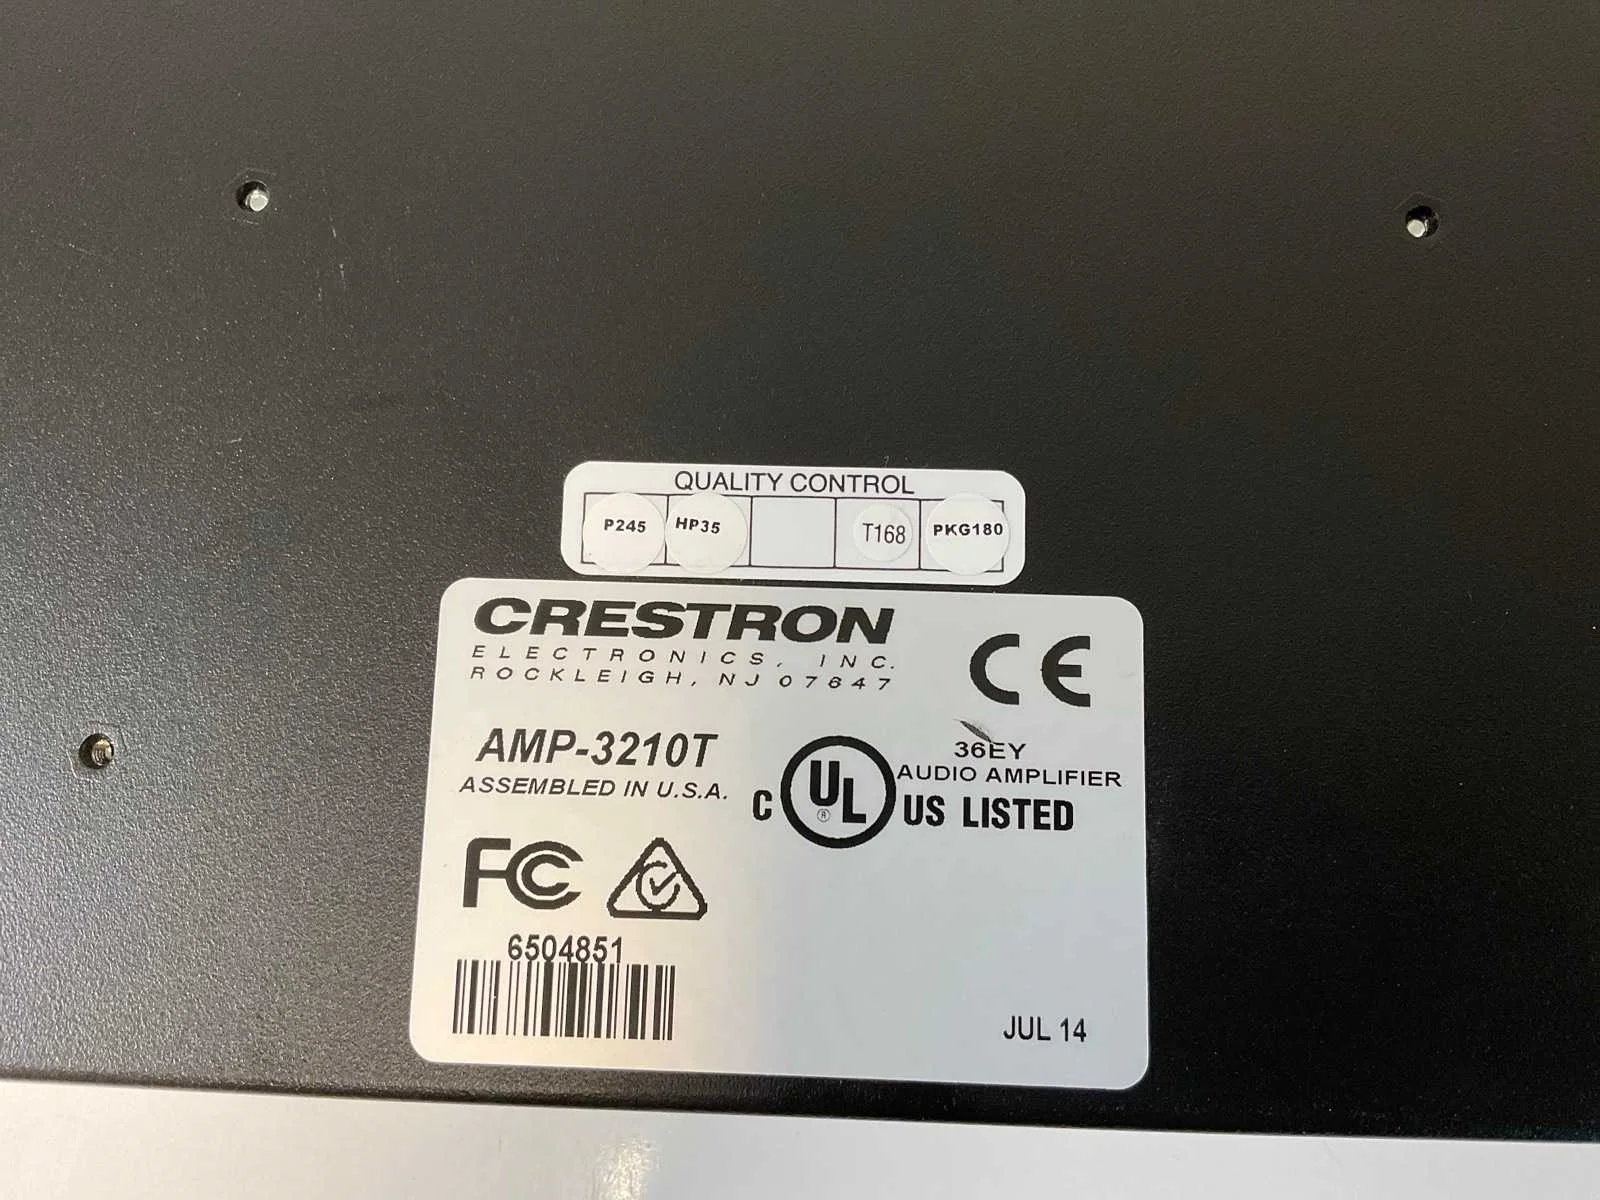 QUALITY CONTROL
P245 HP35 T168 PKG180
CRESTRON
ELECTRONICS, INC.
ROCKLEIGH, NJ 07647
CE
AMP-3210T
ASSEMBLED IN U.S.A.
36EY
AUDIO AMPLIFIER
C UL ® US LISTED
FC
6504851
JUL 14